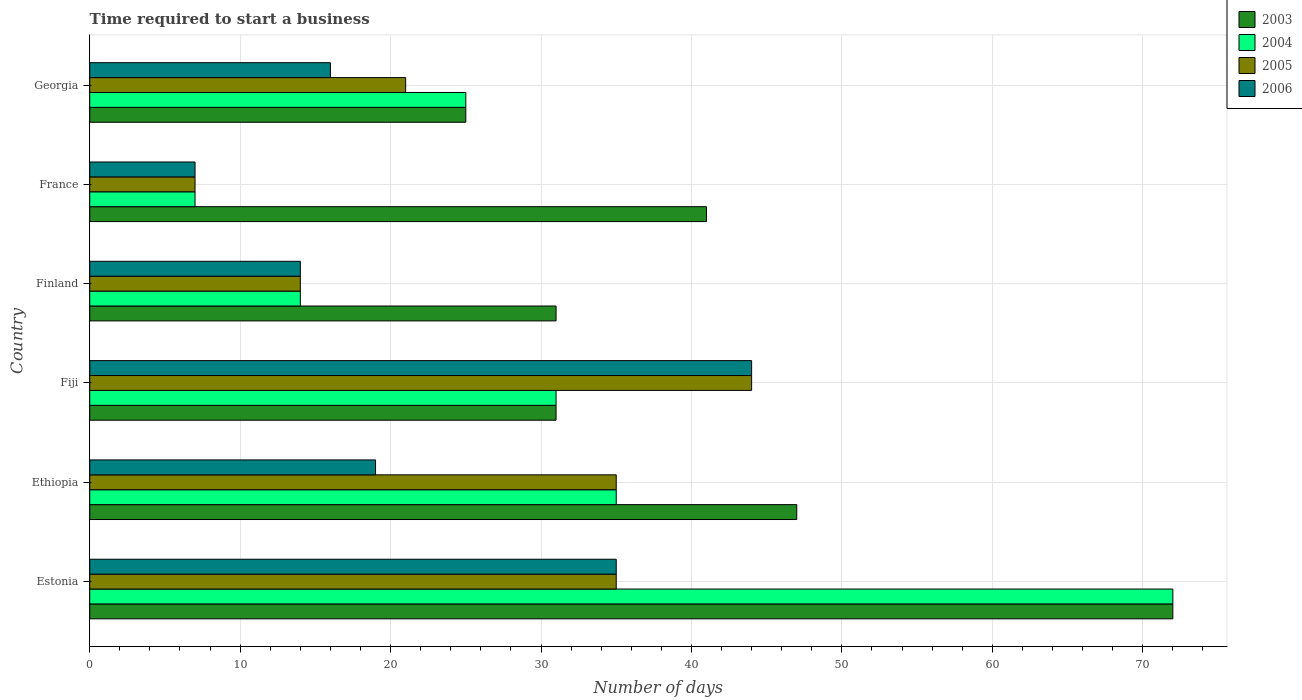 Time required to start a business
2003
2004
2005
2006
Georgia
France
Finland
Fiji
Ethiopia
Estonia
Country
0
10
20
30
40
50
60
70
Number of days